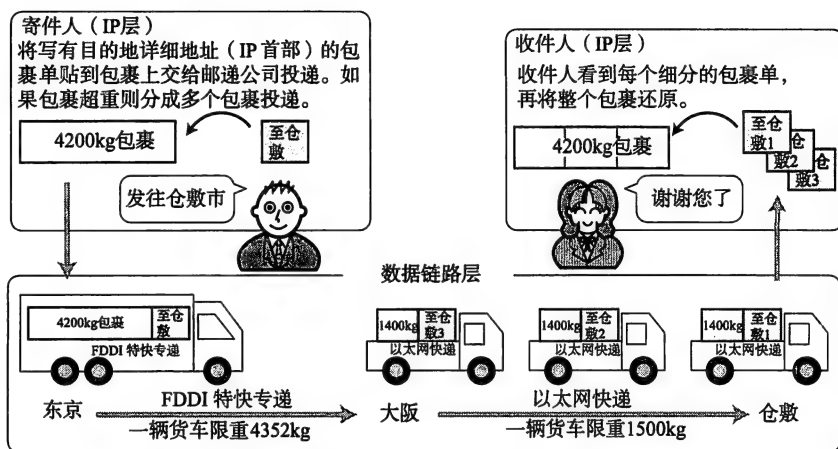 寄件人（IP层）
将写有目的地详细地址（IP 首部）的包
裹单贴到包裹上交给邮递公司投递。如
果包裹超重则分成多个包裹投递。
4200kg包裹
至仓
敷
发往仓敷市
收件人（IP层）
收件人看到每个细分的包裹单，
再将整个包裹还原。
4200kg包裹
至仓
敷1
仓
敷2
仓
敷3
谢谢您了
数据链路层
4200kg包裹
至仓
敷
FDDI 特快专递
1400kg
至仓
敷3
以太网快递
1400kg
至仓
敷2
以太网快递
1400kg
至仓
敷1
以太网快递
东京
FDDI 特快专递
一辆货车限重4352kg
大阪
以太网快递
一辆货车限重1500kg
仓敷